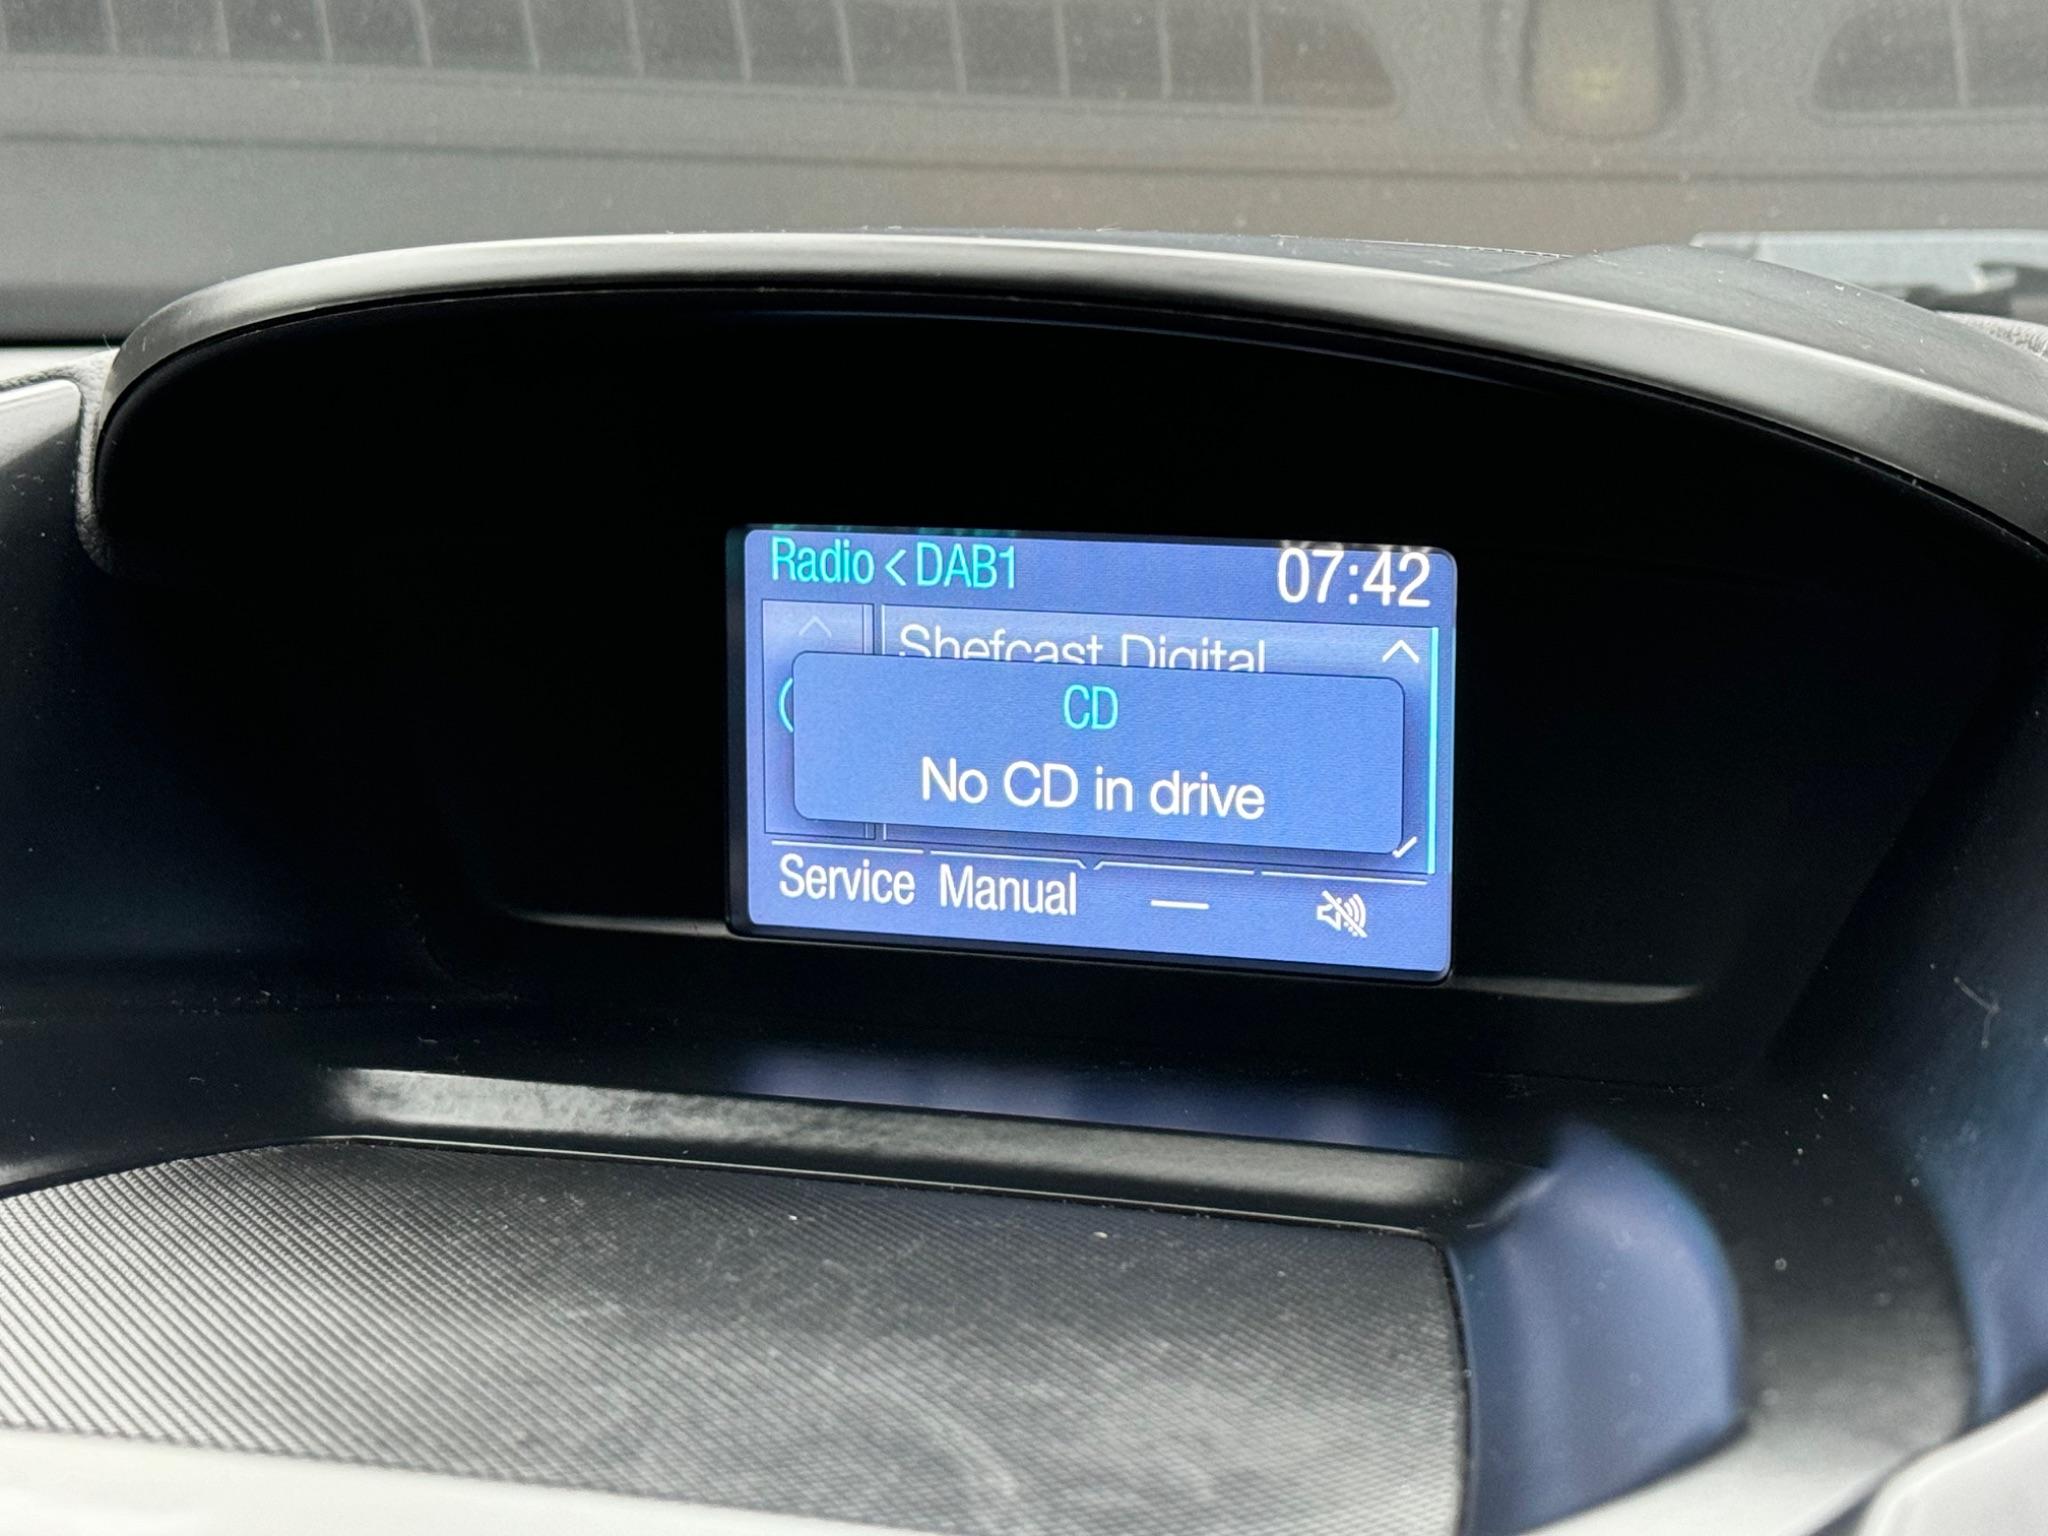 Radio < DAB1 07:42
Shefcast Digital
CD
No CD in drive
Service Manual